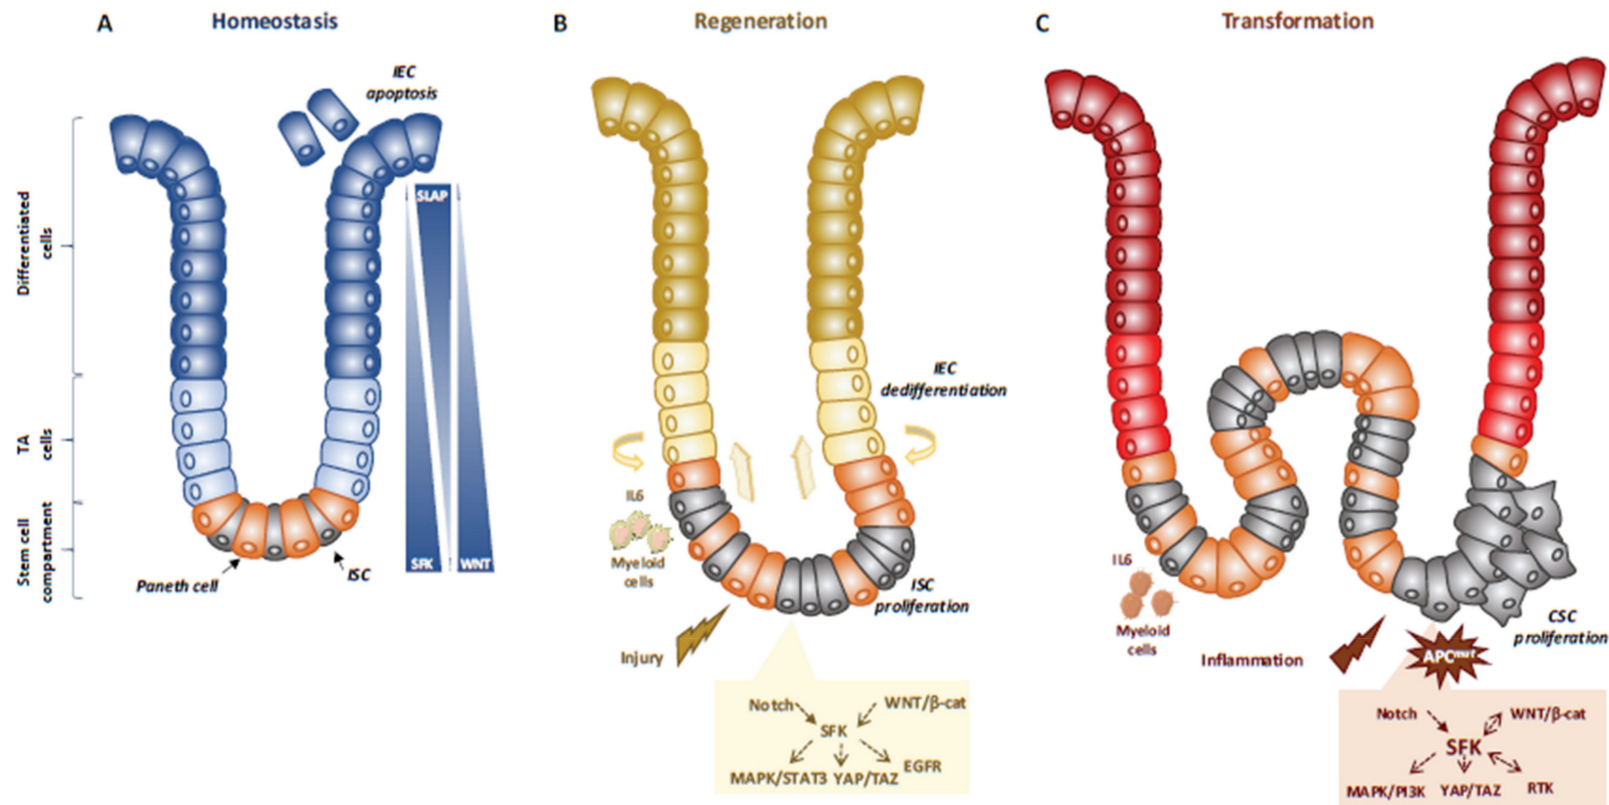 A
Homeostasis
IEC
apoptosis
Differentiated
cells
TA
cells
Stem cell
compartment
SLAP
SFK
WNT
Paneth cell
ISC
B
Regeneration
IEC
dedifferentiation
IL6
Myeloid
cells
ISC
proliferation
Injury
Notch
WNT/β-cat
SFK
MAPK/STAT3
YAP/TAZ
EGFR
C
Transformation
IL6
Myeloid
cells
Inflammation
APCmut
CSC
proliferation
Notch
WNT/β-cat
SFK
MAPK/PI3K
YAP/TAZ
RTK